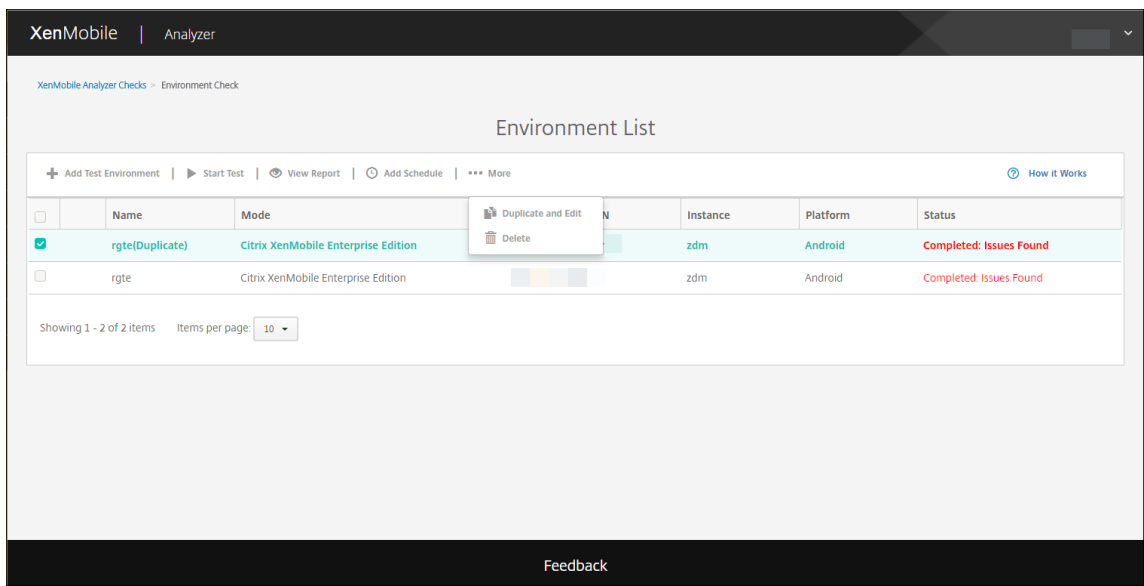 XenMobile | Analyzer
XenMobile Analyzer Checks > Environment Check
Environment List
Add Test Environment | Start Test | View Report | Add Schedule | More How it Works
Name Mode Instance Platform Status
Duplicate and Edit
Delete
rgte(Duplicate) Citrix XenMobile Enterprise Edition zdm Android Completed: Issues Found
rgte Citrix XenMobile Enterprise Edition zdm Android Completed: Issues Found
Showing 1 - 2 of 2 items Items per page: 10
Feedback